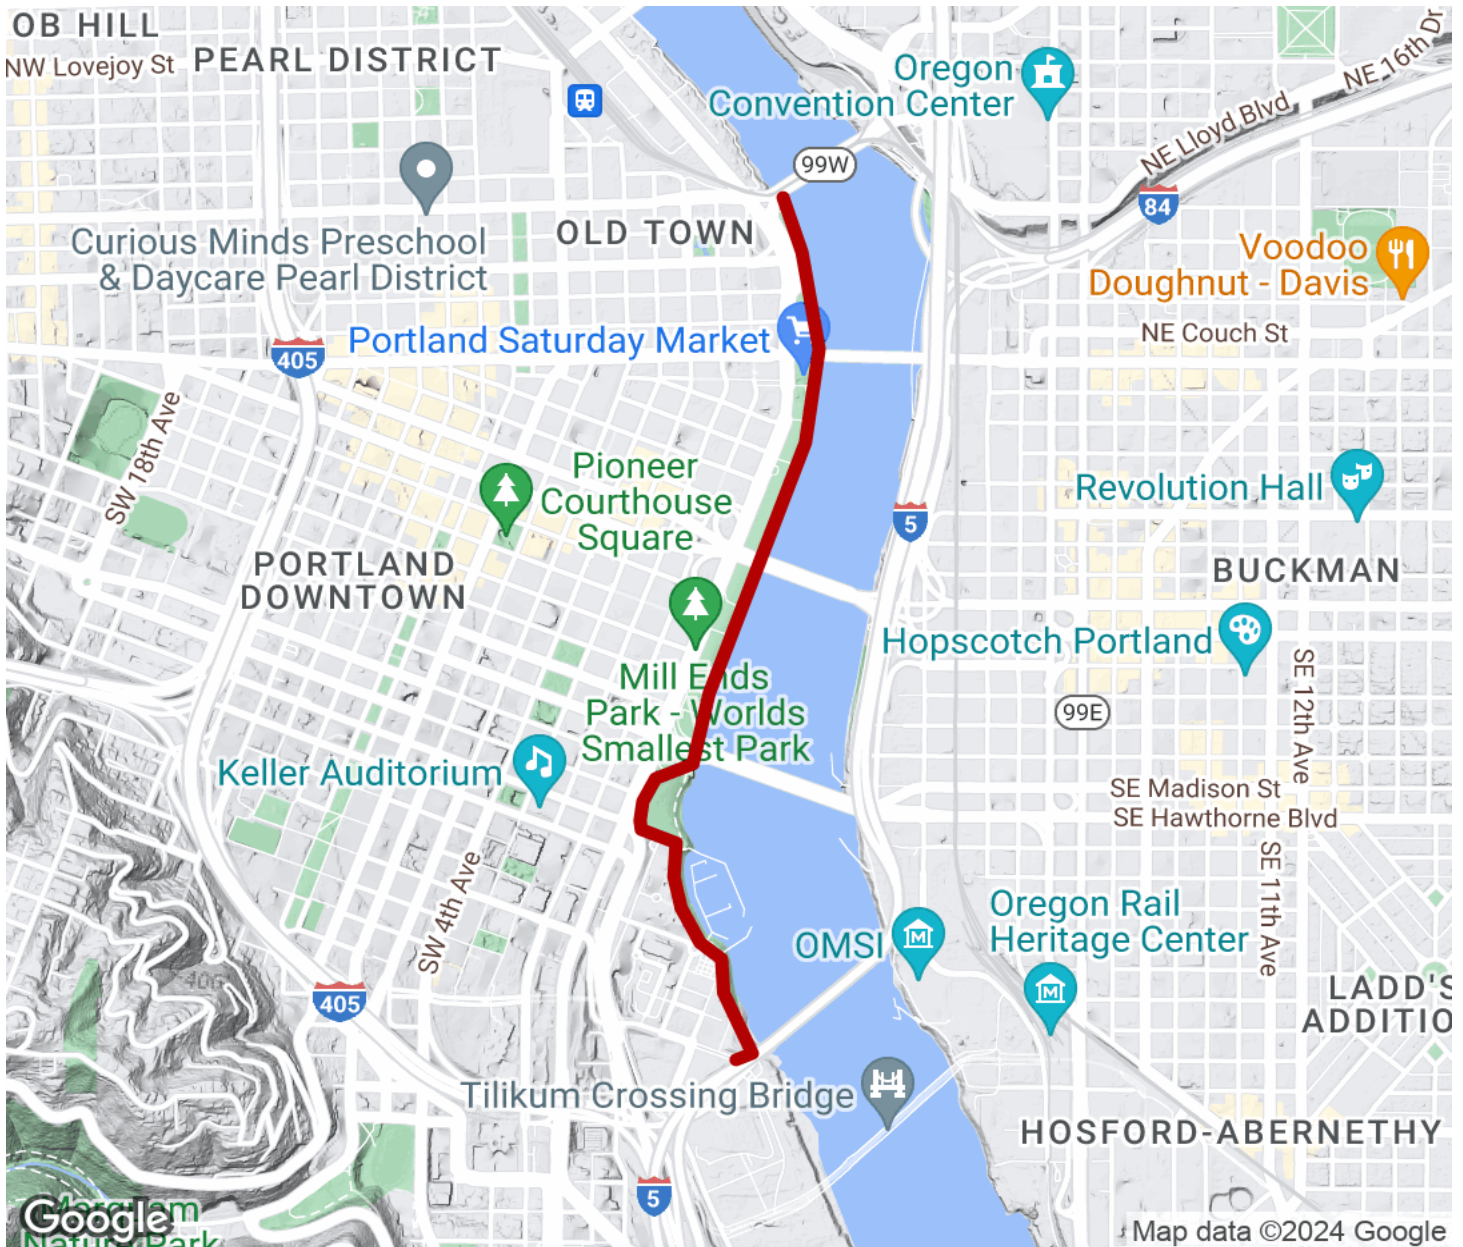 OB HILL
NW Lovejoy St
PEARL DISTRICT
Oregon
Convention Center
NE 16th Dr
NE Lloyd Blvd
99W
84
OLD TOWN
Curious Minds Preschool
& Daycare Pearl District
Voodoo
Doughnut - Davis
NE Couch St
Portland Saturday Market
405
SW 18th Ave
Pioneer
Courthouse
Square
Revolution Hall
5
PORTLAND
DOWNTOWN
BUCKMAN
Hopscotch Portland
Mill Ends
Park - Worlds
Smallest Park
99E
SE 12th Ave
Keller Auditorium
SE Madison St
SE Hawthorne Blvd
SE 11th Ave
SW 4th Ave
OMSI
Oregon Rail
Heritage Center
400
405
LADD'S
ADDITIO
Tilikum Crossing Bridge
HOSFORD-ABERNETHY
5
Marquam
Nature Park
Google
Map data ©2024 Google